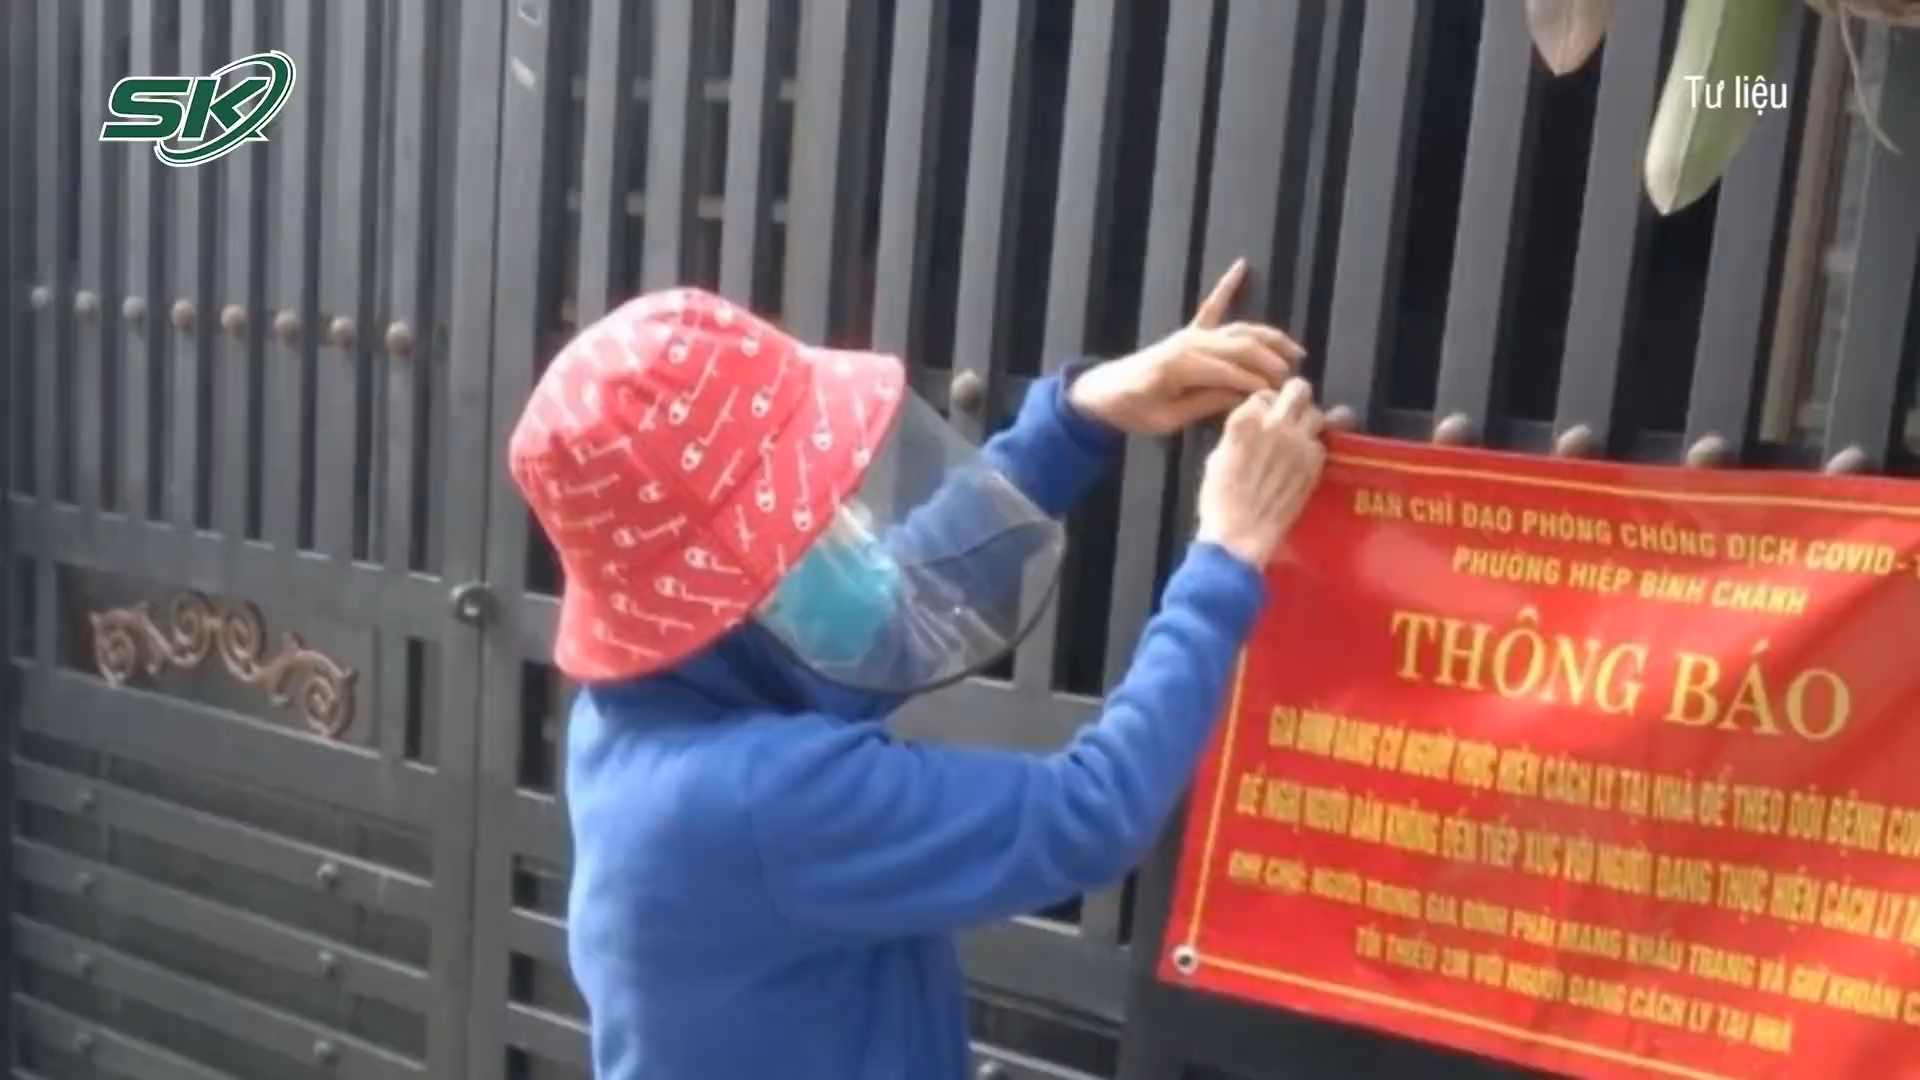 SK
Tư liệu
BAN CHỈ ĐẠO PHÒNG CHỐNG DỊCH COVID-
PHƯỜNG HIỆP BÌNH CHÁNH
THÔNG BÁO
GIA ĐÌNH ĐANG CÓ NGƯỜI THỰC HIỆN CÁCH LY TẠI NHÀ ĐỂ THEO DÕI BỆNH COV
ĐỀ NGHỊ NGƯỜI DÂN KHÔNG ĐẾN TIẾP XÚC VỚI NGƯỜI ĐANG THỰC HIỆN CÁCH LY TẠ
GHI CHÚ: NGƯỜI TRONG GIA ĐÌNH PHẢI MANG KHẨU TRANG VÀ GIỮ KHOẢN C
TỐI THIỂU 2M VỚI NGƯỜI ĐANG CÁCH LY TẠI NHÀ